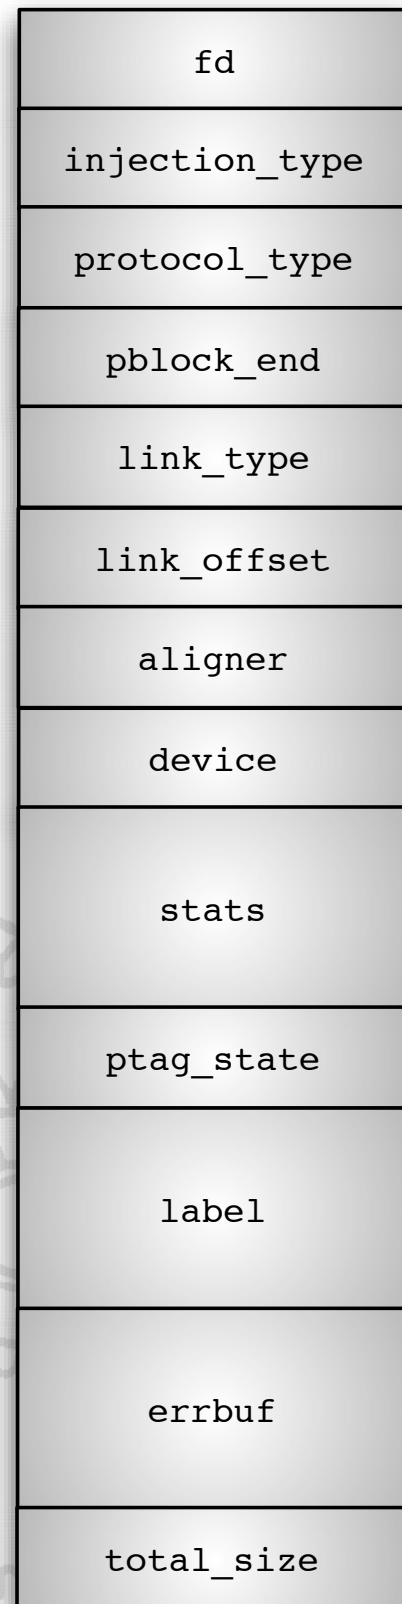 fd
injection_type
protocol_type
pblock_end
link_type
link_offset
aligner
device
stats
ptag_state
label
errbuf
total_size